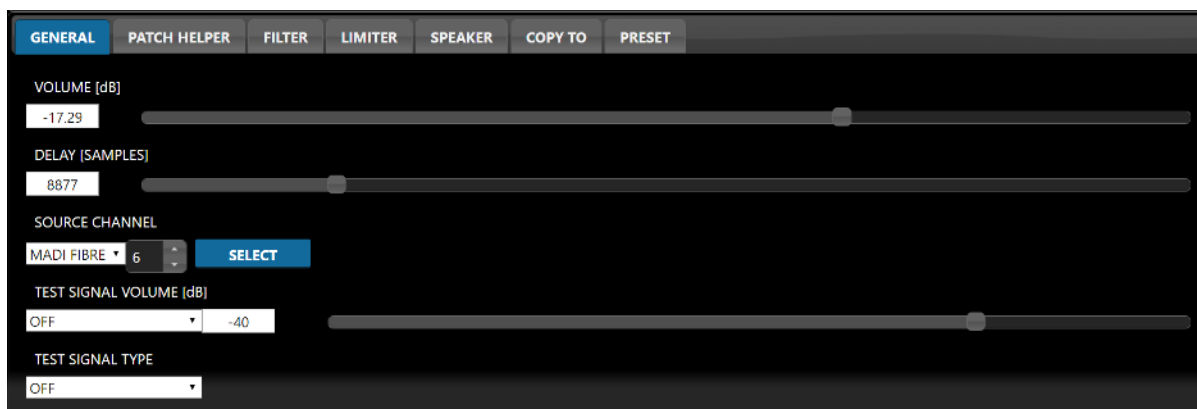 GENERAL PATCH HELPER FILTER LIMITER SPEAKER COPY TO PRESET
VOLUME [dB]
-17.29
DELAY [SAMPLES]
8877
SOURCE CHANNEL
MADI FIBRE 6 SELECT
TEST SIGNAL VOLUME [dB]
OFF -40
TEST SIGNAL TYPE
OFF